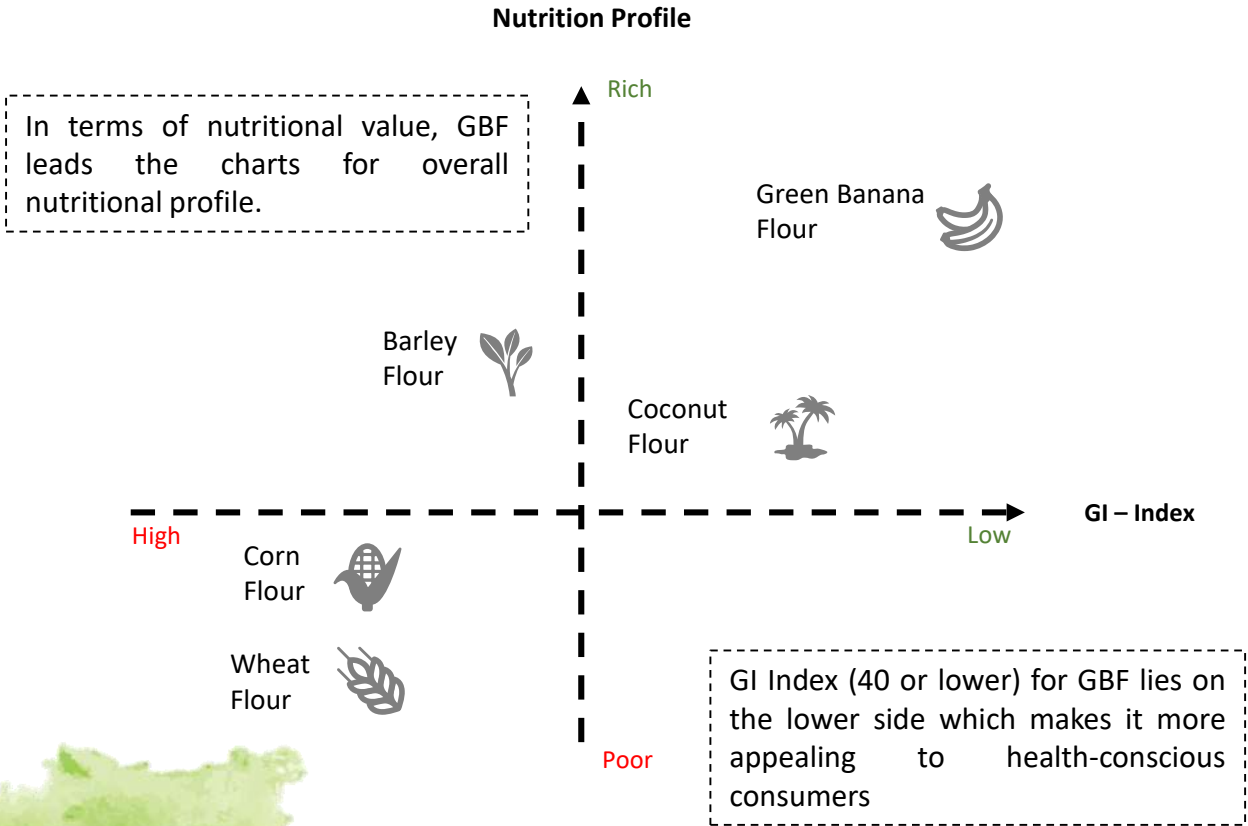 Nutrition Profile
Rich
In terms of nutritional value, GBF
leads the charts for overall
nutritional profile.
Green Banana
Flour
Barley
Flour
Coconut
Flour
High
Low
GI – Index
Corn
Flour
Wheat
Flour
Poor
GI Index (40 or lower) for GBF lies on
the lower side which makes it more
appealing to health-conscious
consumers